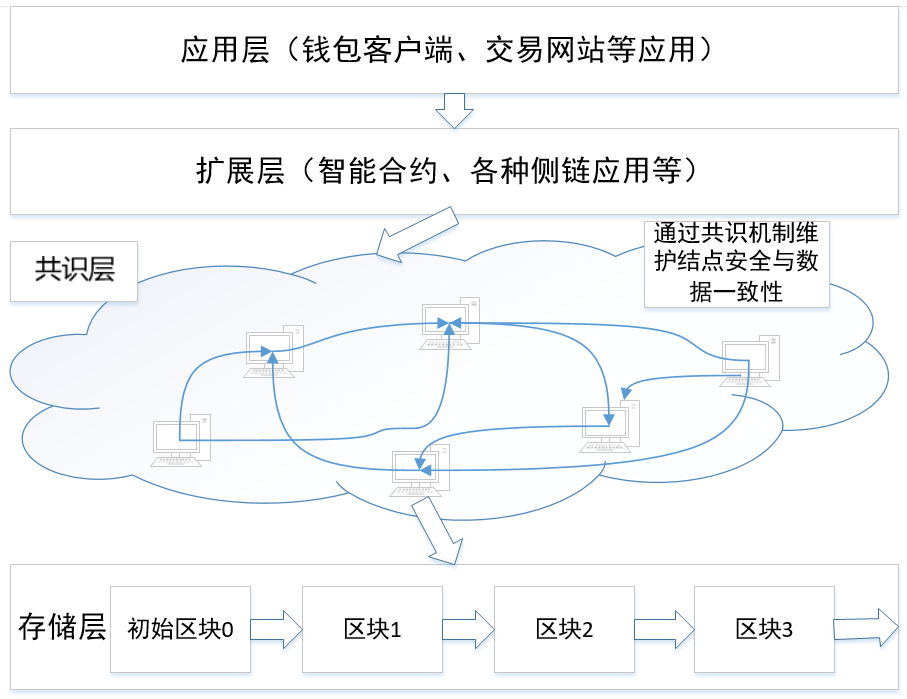 应用层（钱包客户端、交易网站等应用）
扩展层（智能合约、各种侧链应用等）
共识层
通过共识机制维
护结点安全与数
据一致性
存储层
初始区块0
区块1
区块2
区块3